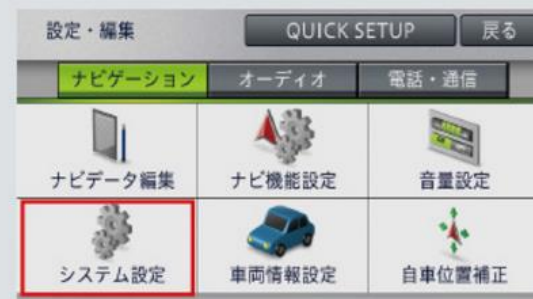 設定・編集 QUICK SETUP 戻る
ナビゲーション オーディオ 電話・通信
ナビデータ編集 ナビ機能設定 音量設定
システム設定 車両情報設定 自車位置補正